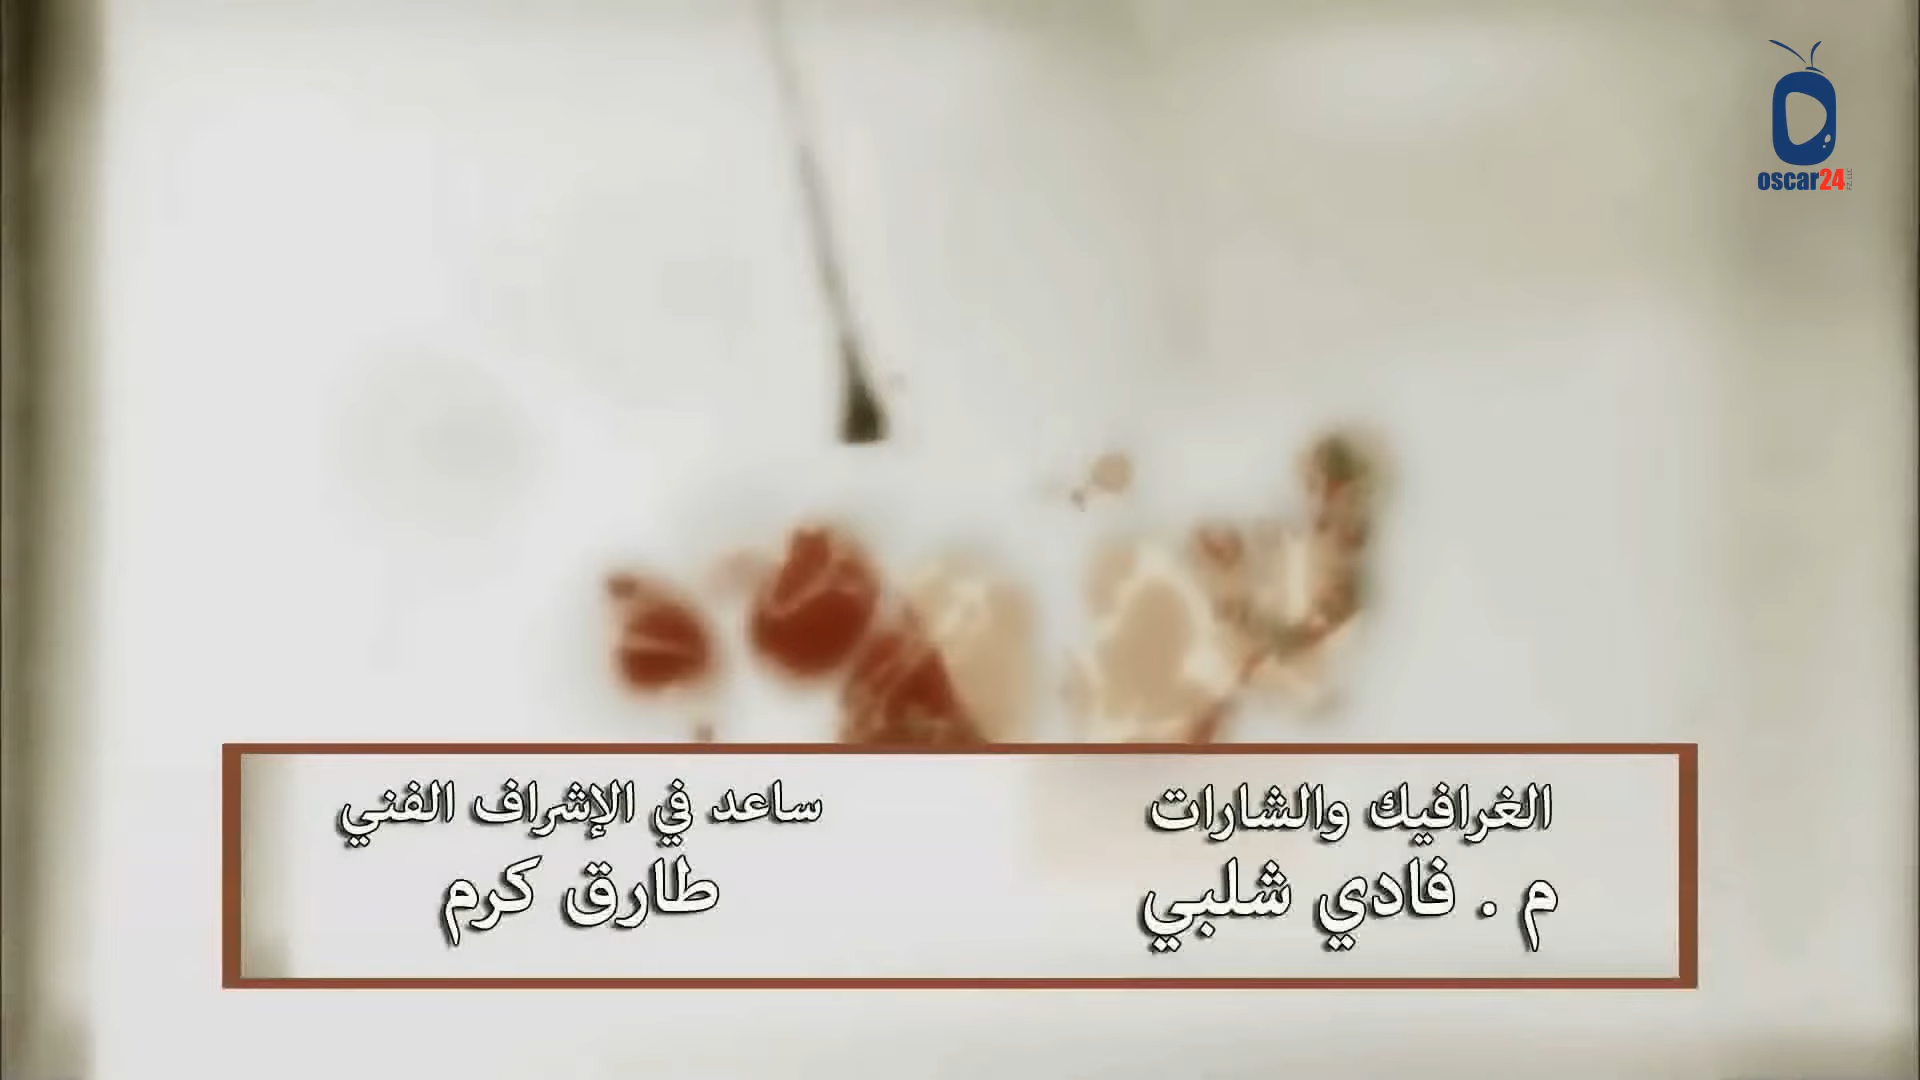 oscar24
الغرافيك والشارات
م . فادي شلبي
ساعد في الإشراف الفني
طارق كرم